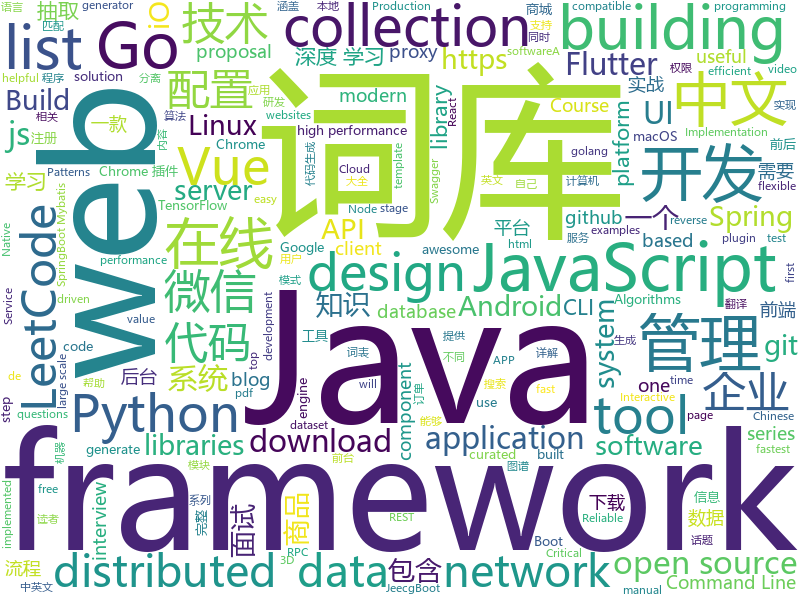 技术
collection
building
list
Go
抽取
io
proposal
深度 学习
proxy
https
useful
Flutter
实战
语言
generator
涵盖
本地
Production
compatible
programming
匹配
商城
支持
程序
solution
同时
softwareA
helpful
分离
应用
研发
React
efficient
video
权限
配置
modern
library
Course
中文
Build
Linux
high performance
算法
websites
Implementation
实现
js
注册
一款
Chrome
Cloud
macOS
前后
Patterns
内容
代码生成
大全
template
UI
golang
相关
Vue
server
Chrome 插件
英文
自己
计算机
flexible
学习
TensorFlow
Node
stage
platform
开发
需要
easy
Swagger
examples
reverse
词库
web
在线
API
github
一个
Spring
Native
performance
Google
html
平台
服务
based
plugin
test
SpringBoot Mybatis
用户
client
awesome
LeetCode
微信
design
JavaScript
first
Service
driven
value
模式
知识
database
Android
CLI
Algorithms
翻译
前端
large scale
代码
development
工具
提供
APP
详解
生成
管理
git
code
系统
top
词表
不同
搜索
fast
system
企业
de
帮助
后台
blog
pdf
will
订单
engine
component
one
time
Interactive
page
Chinese
step
Python
Java
tool
questions
generate
dataset
use
能够
application
curated
built
series
fastest
机器
libraries
download
software
implemented
free
interview
模块
系列
完整
读者
面试
商品
前台
图谱
REST
下载
信息
Reliable
数据
话题
framework
流程
中英文
distributed
data
3D
RPC
包含
JeecgBoot
network
Boot
Critical
manual
open source
Command Line